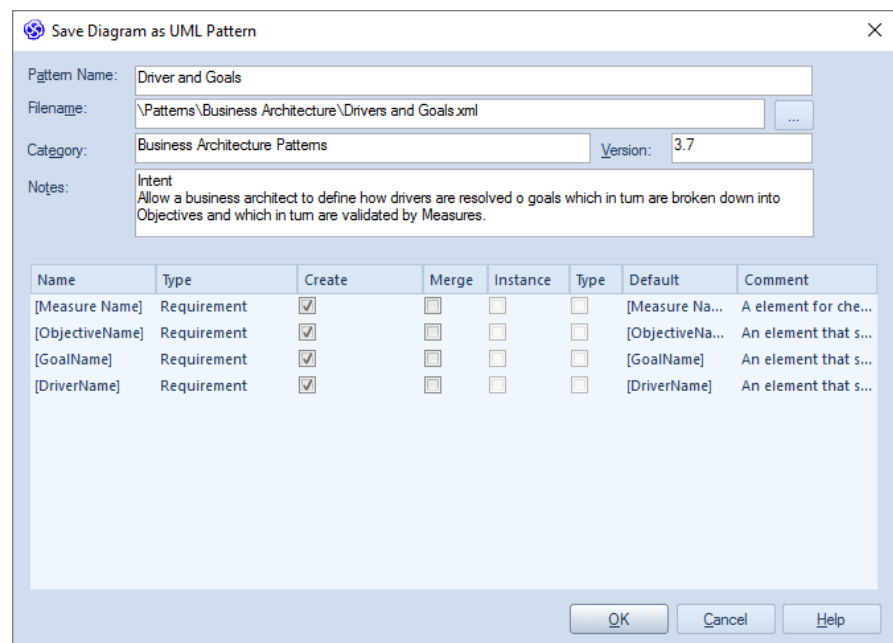 Save Diagram as UML Pattern
Pattern Name: Driver and Goals
Filename: \Patterns\Business Architecture\Drivers and Goals.xml ...
Category: Business Architecture Patterns Version: 3.7
Notes: Intent
Allow a business architect to define how drivers are resolved o goals which in turn are broken down into
Objectives and which in turn are validated by Measures.
Name Type Create Merge Instance Type Default Comment
[Measure Name] Requirement [Measure Na... A element for che...
[ObjectiveName] Requirement [ObjectiveNa... An element that s...
[GoalName] Requirement [GoalName] An element that s...
[DriverName] Requirement [DriverName] An element that s...
OK Cancel Help